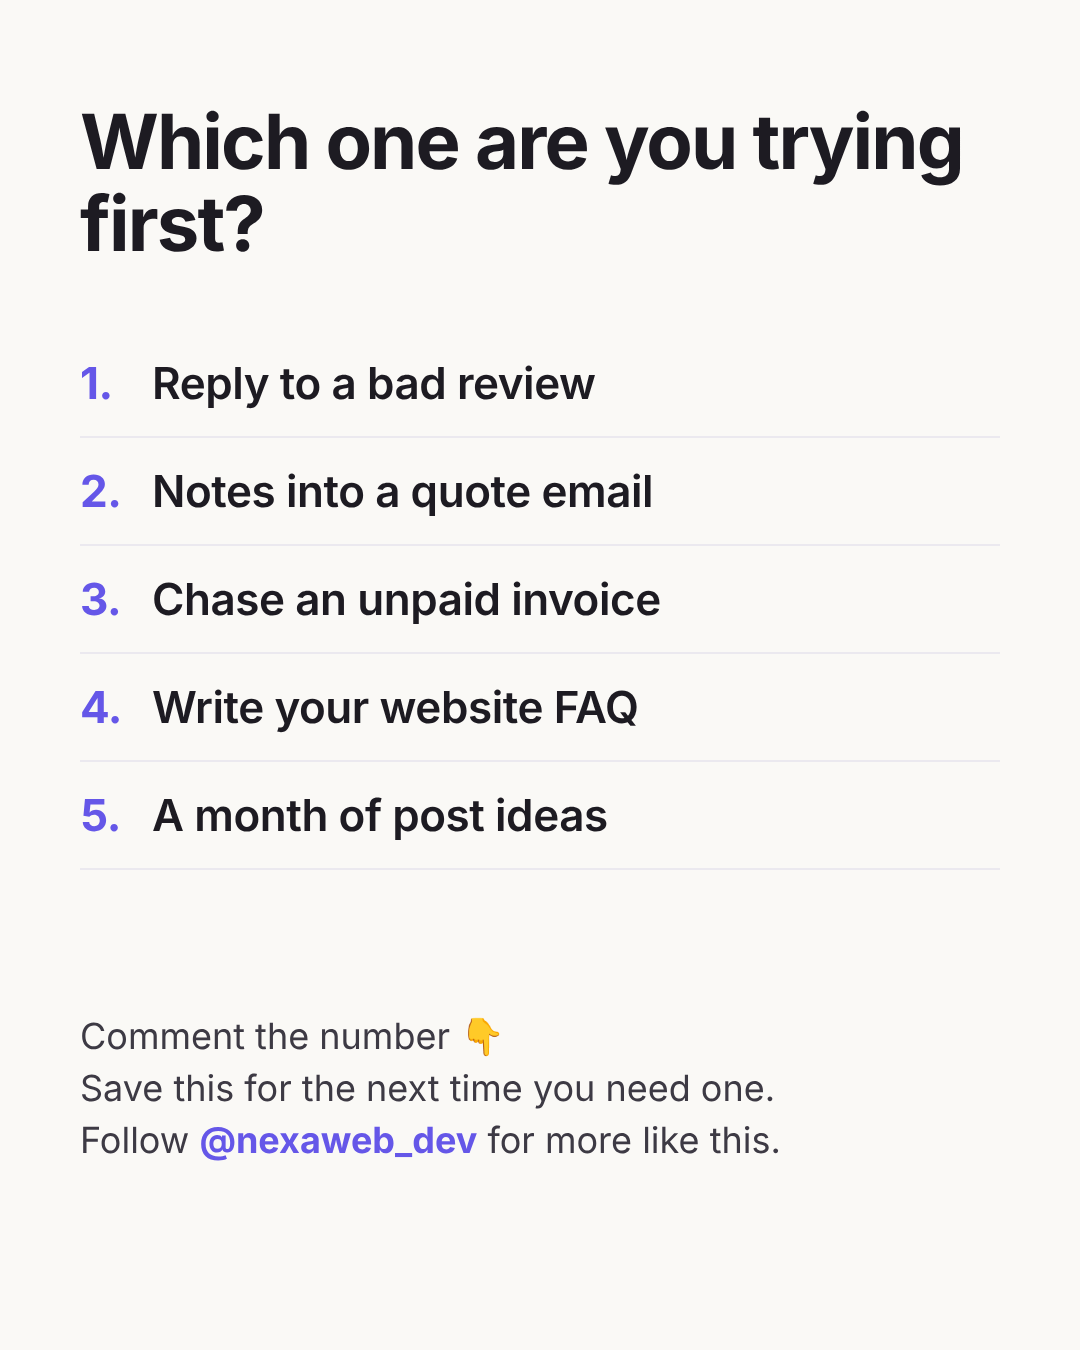 Which one are you trying
first?
1. Reply to a bad review
2. Notes into a quote email
3. Chase an unpaid invoice
4. Write your website FAQ
5. A month of post ideas
Comment the number 👇
Save this for the next time you need one.
Follow @nexaweb_dev for more like this.